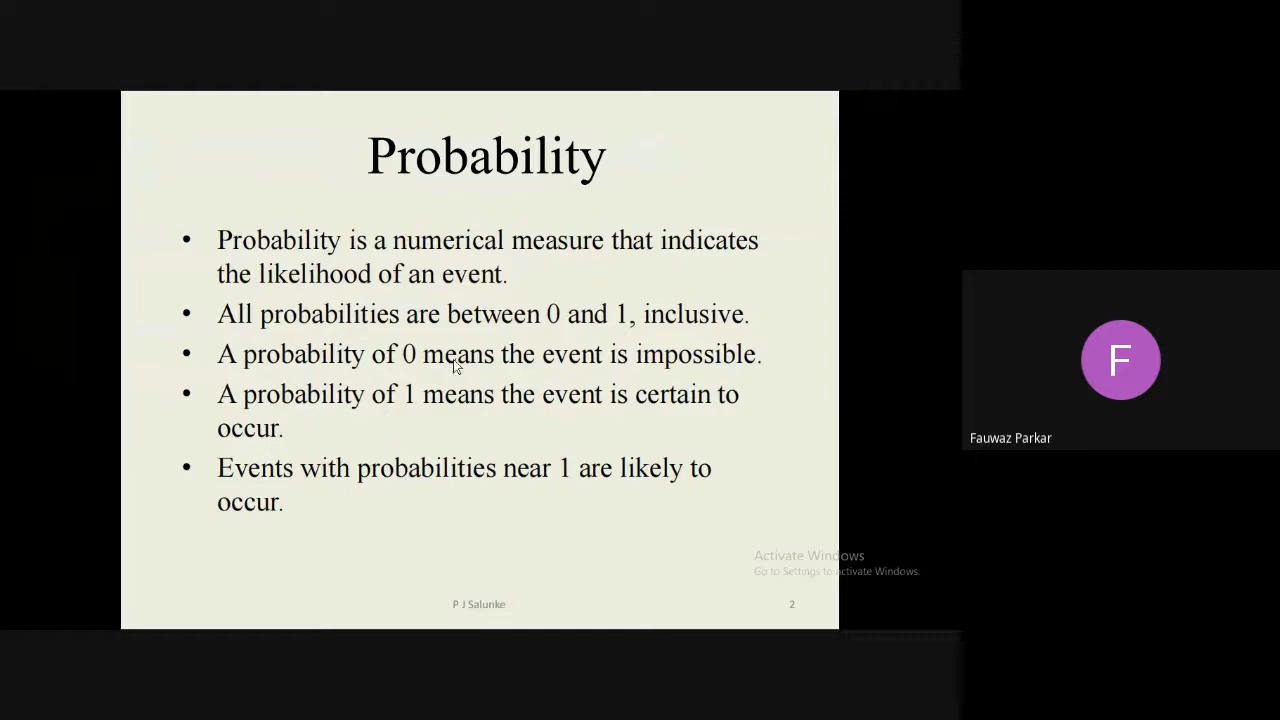 Probability
• Probability is a numerical measure that indicates
the likelihood of an event.
• All probabilities are between 0 and 1, inclusive.
• A probability of 0 means the event is impossible.
• A probability of 1 means the event is certain to
occur.
• Events with probabilities near 1 are likely to
occur.
Activate Windows
Go to Settings to activate Windows.
P J Salunke
2
F
Fauwaz Parkar